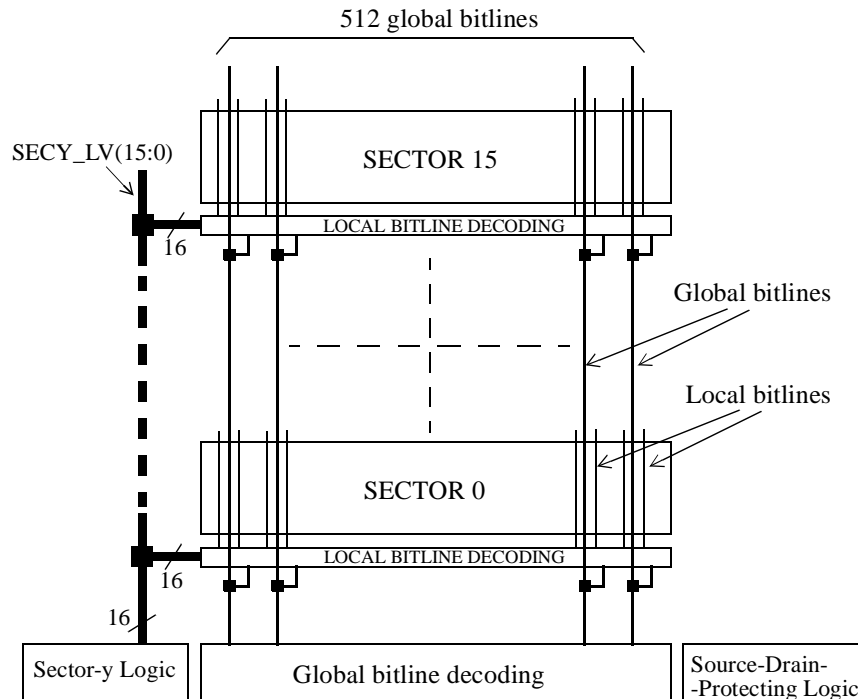 512 global bitlines
SECY_LV(15:0)
SECTOR 15
LOCAL BITLINE DECODING
16
Global bitlines
Local bitlines
SECTOR 0
LOCAL BITLINE DECODING
16
16
Sector-y Logic
Global bitline decoding
Source-Drain-
-Protecting Logic